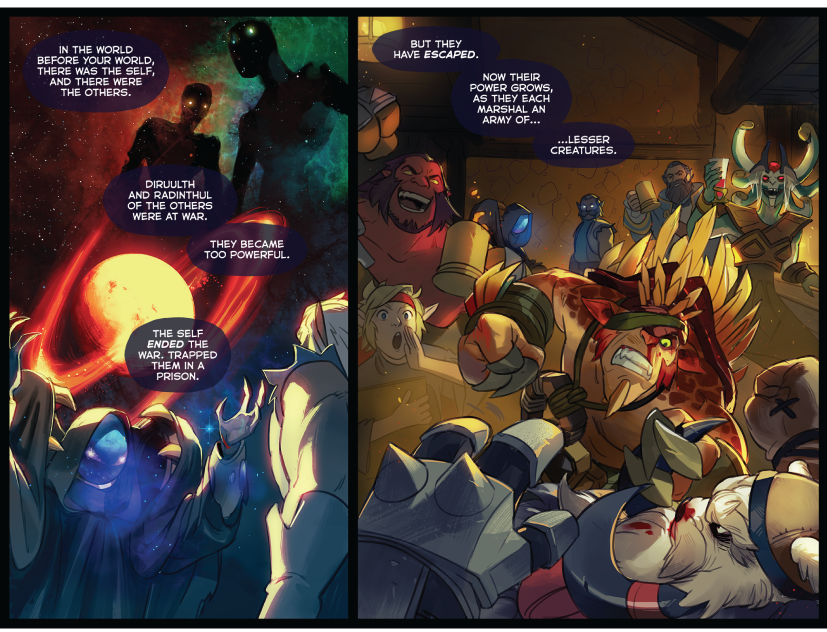 IN THE WORLD
BEFORE YOUR WORLD,
THERE WAS THE SELF,
AND THERE WERE
THE OTHERS.
DIRUULTH
AND RADINTHUL
OF THE OTHERS
WERE AT WAR.
THEY BECAME
TOO POWERFUL.
THE SELF
ENDED THE
WAR. TRAPPED
THEM IN A
PRISON.
BUT THEY
HAVE ESCAPED.
NOW THEIR
POWER GROWS,
AS THEY EACH
MARSHAL AN
ARMY OF...
...LESSER
CREATURES.